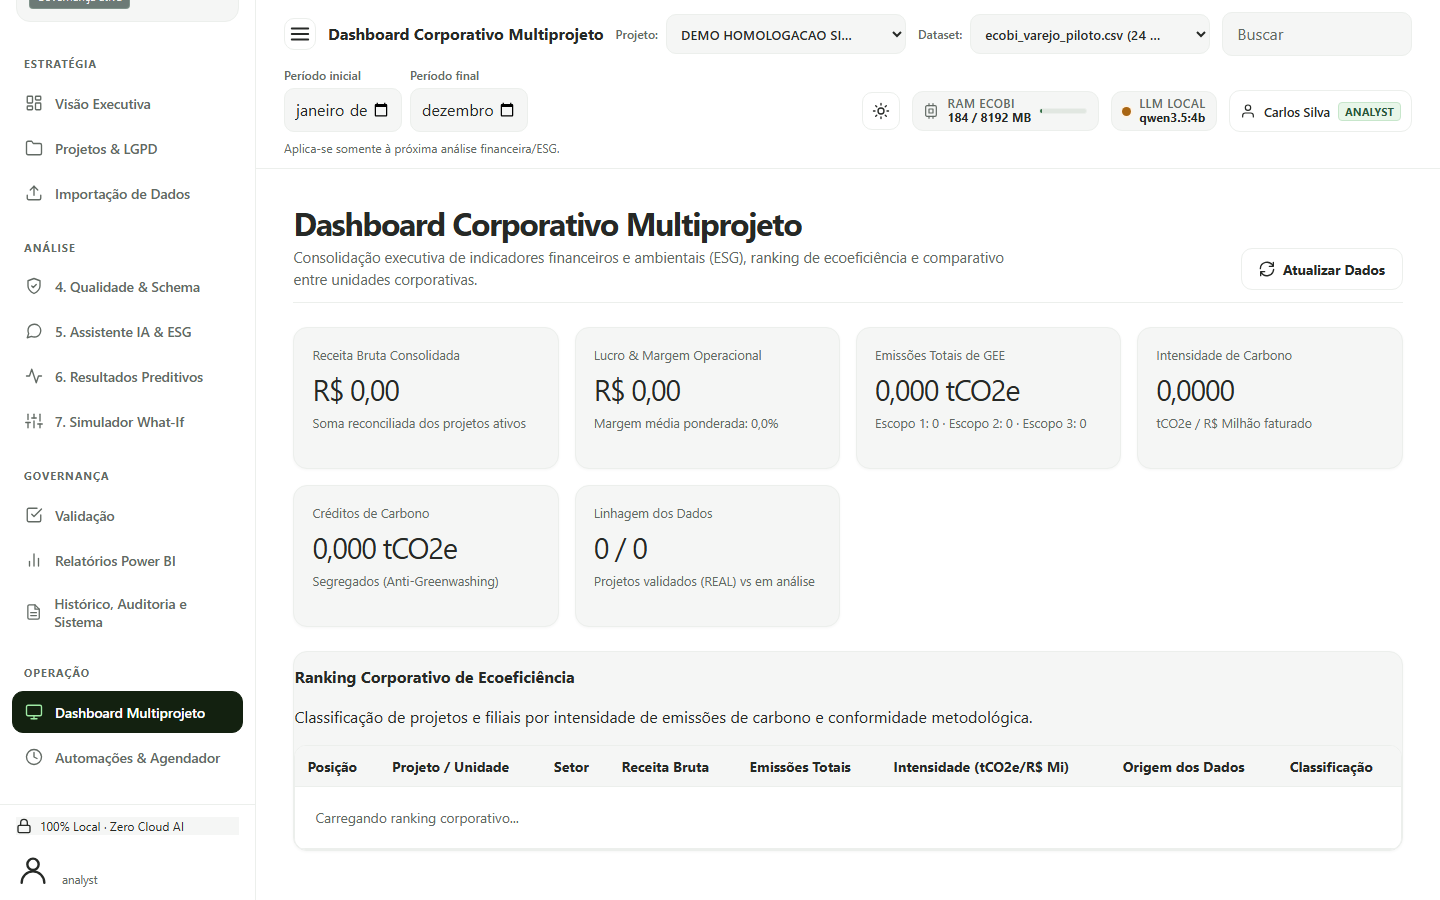 ESTRATÉGIA
Visão Executiva
Projetos & LGPD
Importação de Dados
ANÁLISE
4. Qualidade & Schema
5. Assistente IA & ESG
6. Resultados Preditivos
7. Simulador What-If
GOVERNANÇA
Validação
Relatórios Power BI
Histórico, Auditoria e
Sistema
OPERAÇÃO
Dashboard Multiprojeto
Automações & Agendador
100% Local · Zero Cloud AI
analyst
Dashboard Corporativo Multiprojeto
Projeto:
DEMO HOMOLOGACAO SI...
Dataset:
ecobi_varejo_piloto.csv (24 ...
Buscar
Período inicial
Período final
janeiro de
dezembro
Aplica-se somente à próxima análise financeira/ESG.
RAM ECOBI
184 / 8192 MB
LLM LOCAL
qwen3.5:4b
Carlos Silva
ANALYST
Dashboard Corporativo Multiprojeto
Consolidação executiva de indicadores financeiros e ambientais (ESG), ranking de ecoeficiência e comparativo
entre unidades corporativas.
Atualizar Dados
Receita Bruta Consolidada
R$ 0,00
Soma reconciliada dos projetos ativos
Lucro & Margem Operacional
R$ 0,00
Margem média ponderada: 0,0%
Emissões Totais de GEE
0,000 tCO2e
Escopo 1: 0 · Escopo 2: 0 · Escopo 3: 0
Intensidade de Carbono
0,0000
tCO2e / R$ Milhão faturado
Créditos de Carbono
0,000 tCO2e
Segregados (Anti-Greenwashing)
Linhagem dos Dados
0 / 0
Projetos validados (REAL) vs em análise
Ranking Corporativo de Ecoeficiência
Classificação de projetos e filiais por intensidade de emissões de carbono e conformidade metodológica.
Posição Projeto / Unidade Setor Receita Bruta Emissões Totais Intensidade (tCO2e/R$ Mi) Origem dos Dados Classificação
Carregando ranking corporativo...